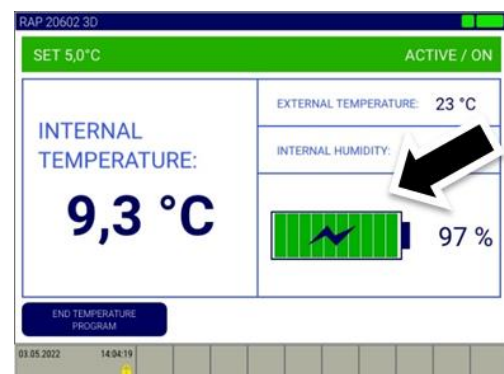 RAP 20602 3D
SET 5,0°C ACTIVE / ON
EXTERNAL TEMPERATURE: 23 °C
INTERNAL
TEMPERATURE:
INTERNAL HUMIDITY:
9,3 °C
97 %
END TEMPERATURE
PROGRAM
03.05.2022 14:04:19